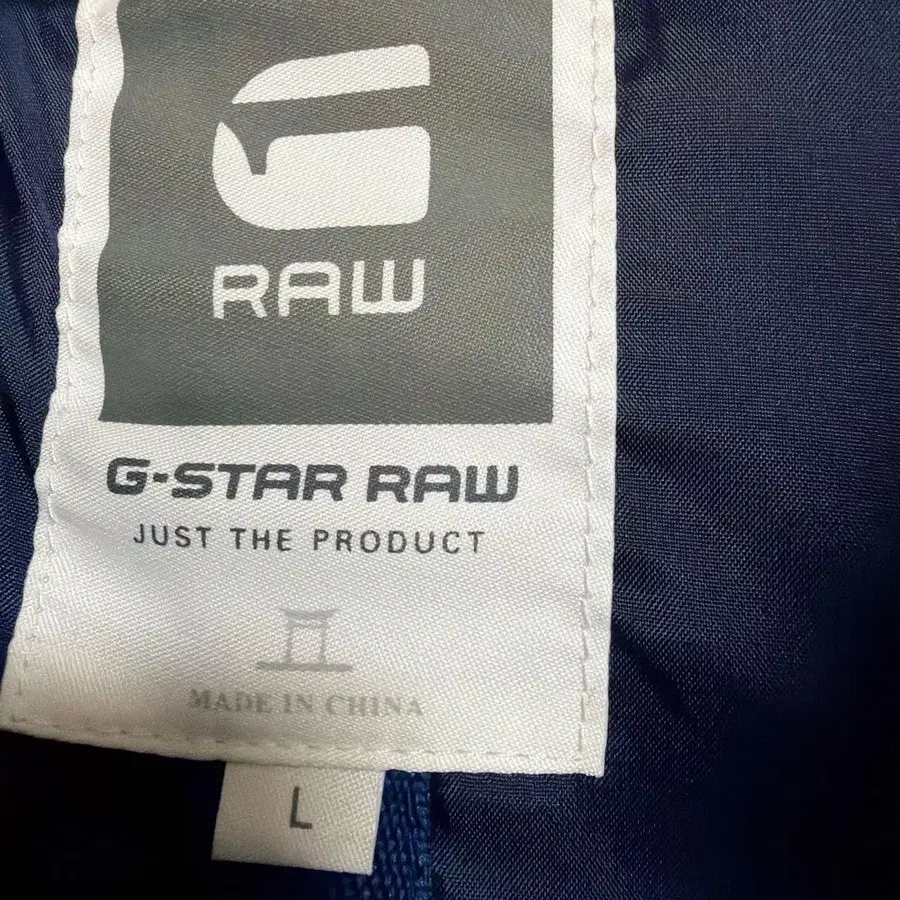 RAW
G-STAR RAW
JUST THE PRODUCT
MADE IN CHINA
L